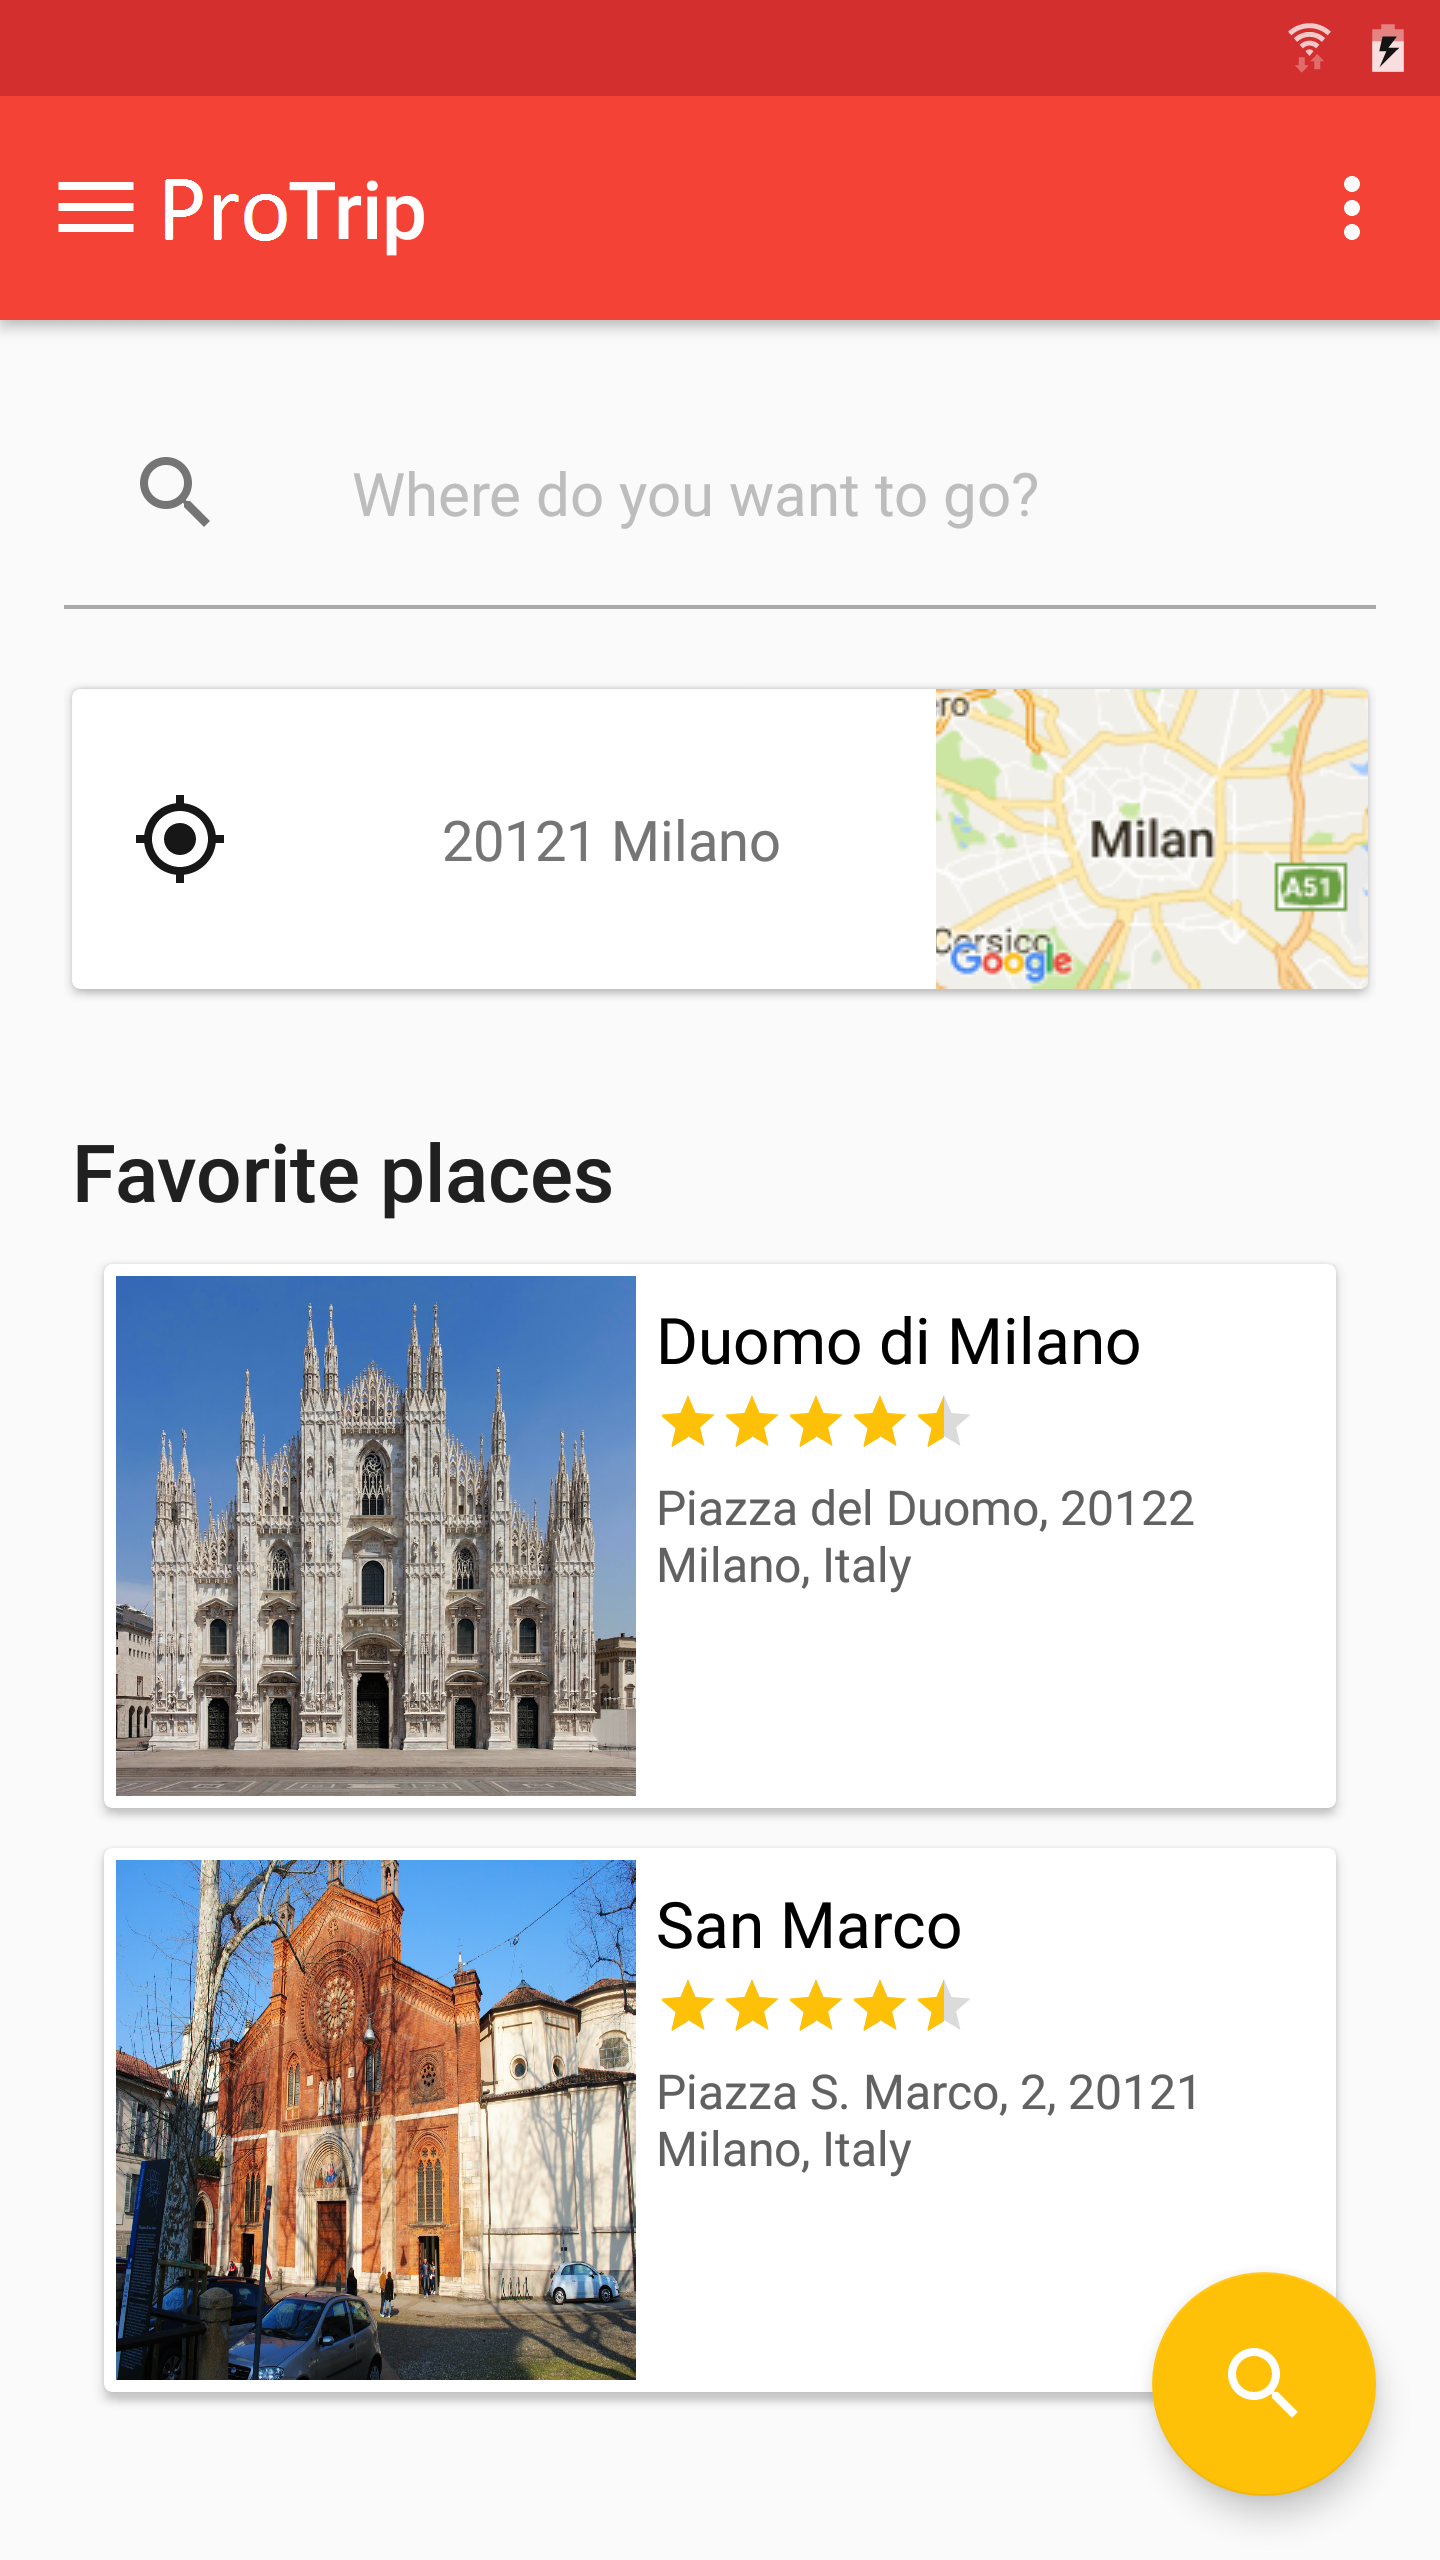 ProTrip
Where do you want to go?
20121 Milano
ero
Milan
A51
Corsico
Google
Favorite places
Duomo di Milano
Piazza del Duomo, 20122
Milano, Italy
San Marco
Piazza S. Marco, 2, 20121
Milano, Italy